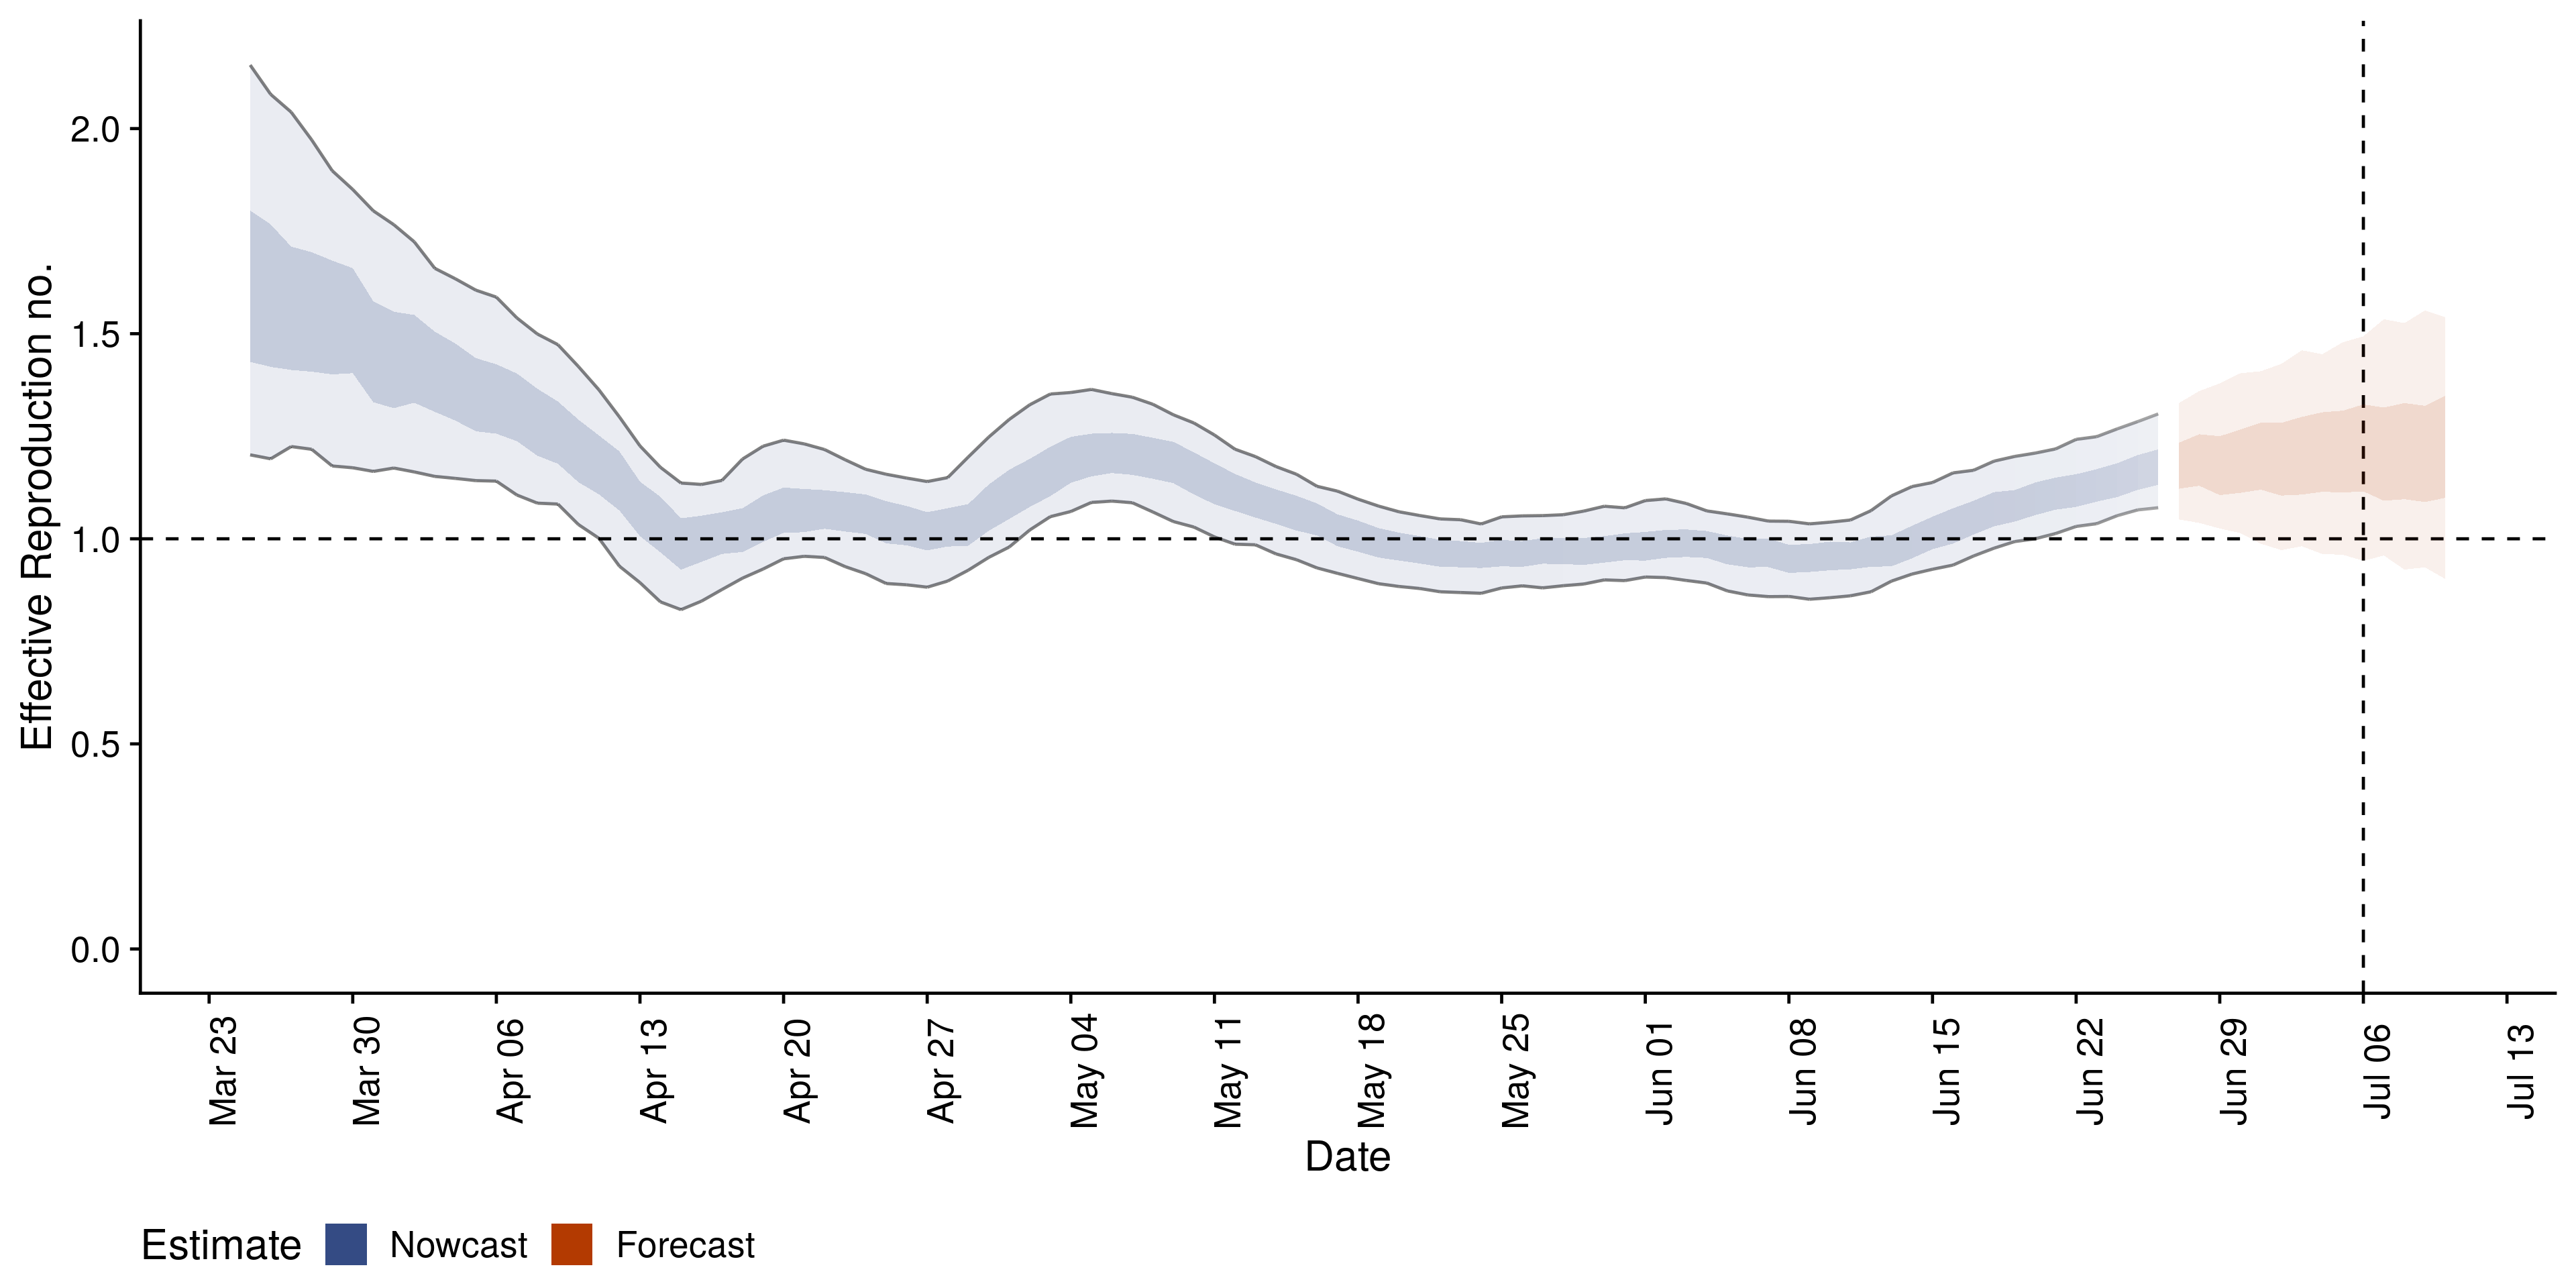 Effective Reproduction no.
2.0
1.5
1.0
0.5
0.0
Mar 23
Mar 30
Apr 06
Apr 13
Apr 20
Apr 27
May 04
May 11
May 18
May 25
Jun 01
Jun 08
Jun 15
Jun 22
Jun 29
Jul 06
Jul 13
Date
Estimate Nowcast Forecast